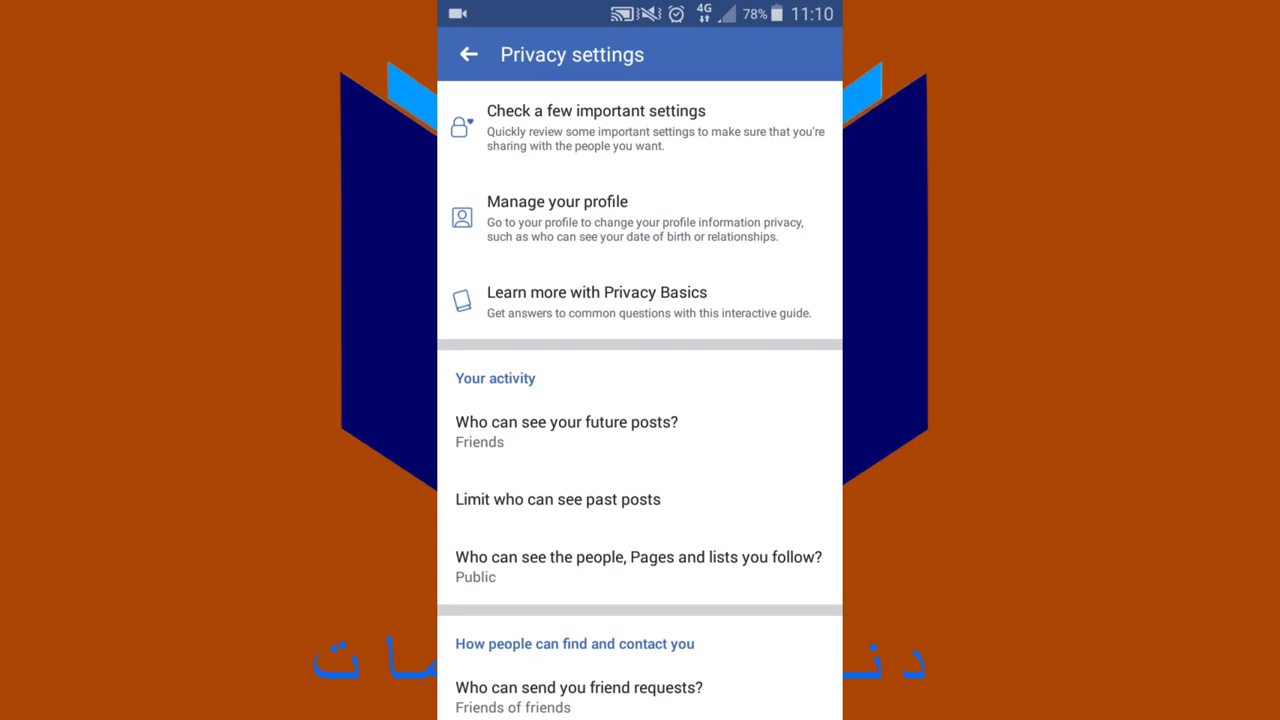 4G 78% 11:10
Privacy settings
Check a few important settings
Quickly review some important settings to make sure that you're
sharing with the people you want.
Manage your profile
Go to your profile to change your profile information privacy,
such as who can see your date of birth or relationships.
Learn more with Privacy Basics
Get answers to common questions with this interactive guide.
Your activity
Who can see your future posts?
Friends
Limit who can see past posts
Who can see the people, Pages and lists you follow?
Public
How people can find and contact you
Who can send you friend requests?
Friends of friends